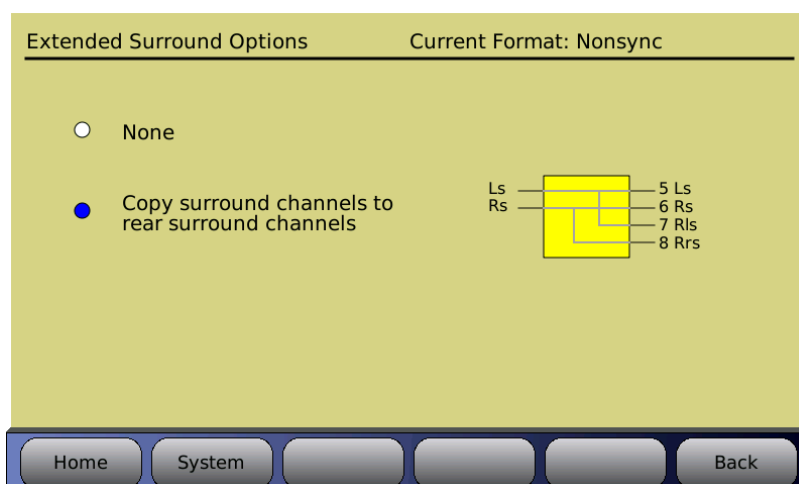 Extended Surround Options Current Format: Nonsync
None
Copy surround channels to
rear surround channels
Ls
Rs
5 Ls
6 Rs
7 Rls
8 Rrs
Home System Back